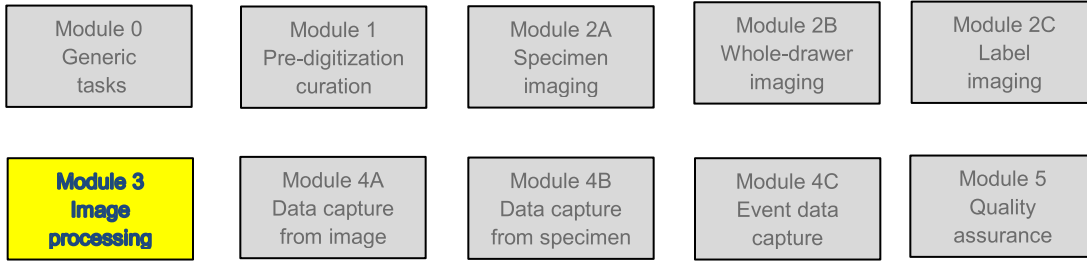 Module 0
Generic
tasks
Module 1
Pre-digitization
curation
Module 2A
Specimen
imaging
Module 2B
Whole-drawer
imaging
Module 2C
Label
imaging
Module 3
Image
processing
Module 4A
Data capture
from image
Module 4B
Data capture
from specimen
Module 4C
Event data
capture
Module 5
Quality
assurance